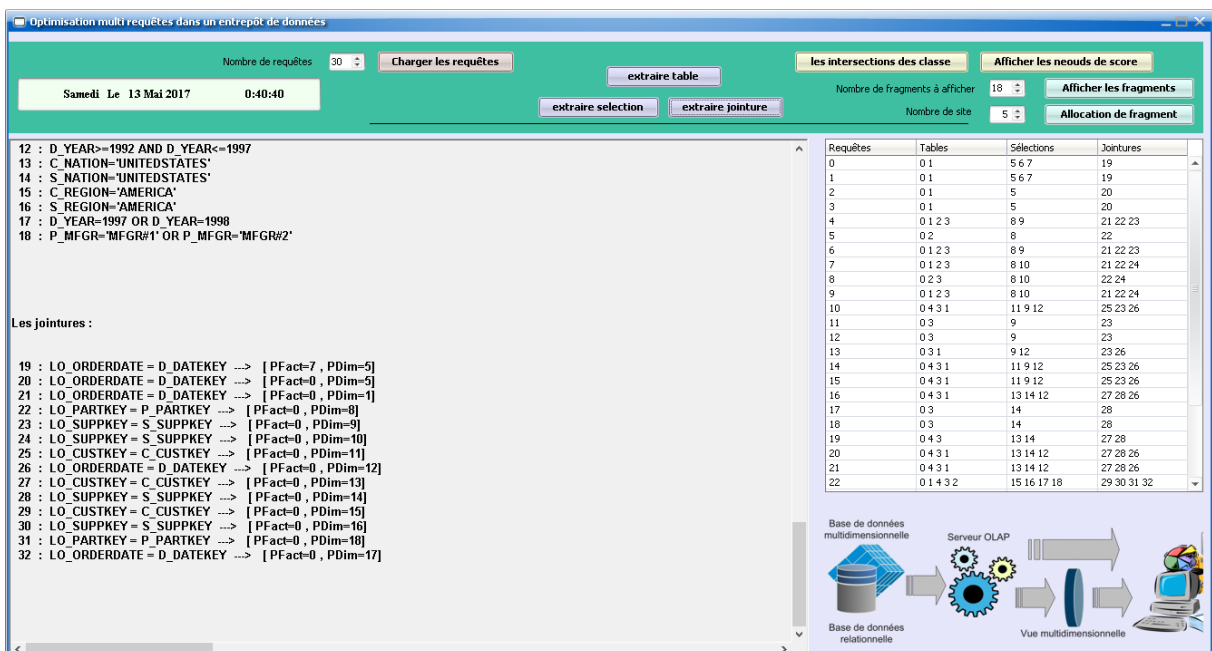 Optimisation multi requêtes dans un entrepôt de données
Nombre de requêtes 30 Charger les requêtes
extraire table
les intersections des classe Afficher les neouds de score
Samedi Le 13 Mai 2017 0:40:40
Nombre de fragments à afficher 18 Afficher les fragments
extraire selection extraire jointure
Nombre de site 5 Allocation de fragment
12 : D_YEAR>=1992 AND D_YEAR<=1997
13 : C_NATION='UNITEDSTATES'
14 : S_NATION='UNITEDSTATES'
15 : C_REGION='AMERICA'
16 : S_REGION='AMERICA'
17 : D_YEAR=1997 OR D_YEAR=1998
18 : P_MFGR='MFGR#1' OR P_MFGR='MFGR#2'
Les jointures :
19 : LO_ORDERDATE = D_DATEKEY ---> [ PFact=7 , PDim=5]
20 : LO_ORDERDATE = D_DATEKEY ---> [ PFact=0 , PDim=5]
21 : LO_ORDERDATE = D_DATEKEY ---> [ PFact=0 , PDim=1]
22 : LO_PARTKEY = P_PARTKEY ---> [ PFact=0 , PDim=8]
23 : LO_SUPPKEY = S_SUPPKEY ---> [ PFact=0 , PDim=9]
24 : LO_SUPPKEY = S_SUPPKEY ---> [ PFact=0 , PDim=10]
25 : LO_CUSTKEY = C_CUSTKEY ---> [ PFact=0 , PDim=11]
26 : LO_ORDERDATE = D_DATEKEY ---> [ PFact=0 , PDim=12]
27 : LO_CUSTKEY = C_CUSTKEY ---> [ PFact=0 , PDim=13]
28 : LO_SUPPKEY = S_SUPPKEY ---> [ PFact=0 , PDim=14]
29 : LO_CUSTKEY = C_CUSTKEY ---> [ PFact=0 , PDim=15]
30 : LO_SUPPKEY = S_SUPPKEY ---> [ PFact=0 , PDim=16]
31 : LO_PARTKEY = P_PARTKEY ---> [ PFact=0 , PDim=18]
32 : LO_ORDERDATE = D_DATEKEY ---> [ PFact=0 , PDim=17]
Requêtes Tables Sélections Jointures
0 0 1 5 6 7 19
1 0 1 5 6 7 19
2 0 1 5 20
3 0 1 5 20
4 0 1 2 3 8 9 21 22 23
5 0 2 8 22
6 0 1 2 3 8 9 21 22 23
7 0 1 2 3 8 10 21 22 24
8 0 2 3 8 10 22 24
9 0 1 2 3 8 10 21 22 24
10 0 4 3 1 11 9 12 25 23 26
11 0 3 9 23
12 0 3 9 23
13 0 3 1 9 12 23 26
14 0 4 3 1 11 9 12 25 23 26
15 0 4 3 1 11 9 12 25 23 26
16 0 4 3 1 13 14 12 27 28 26
17 0 3 14 28
18 0 3 14 28
19 0 4 3 13 14 27 28
20 0 4 3 1 13 14 12 27 28 26
21 0 4 3 1 13 14 12 27 28 26
22 0 1 4 3 2 15 16 17 18 29 30 31 32
Base de données
multidimensionnelle
Serveur OLAP
Base de données
relationnelle
Vue multidimensionnelle